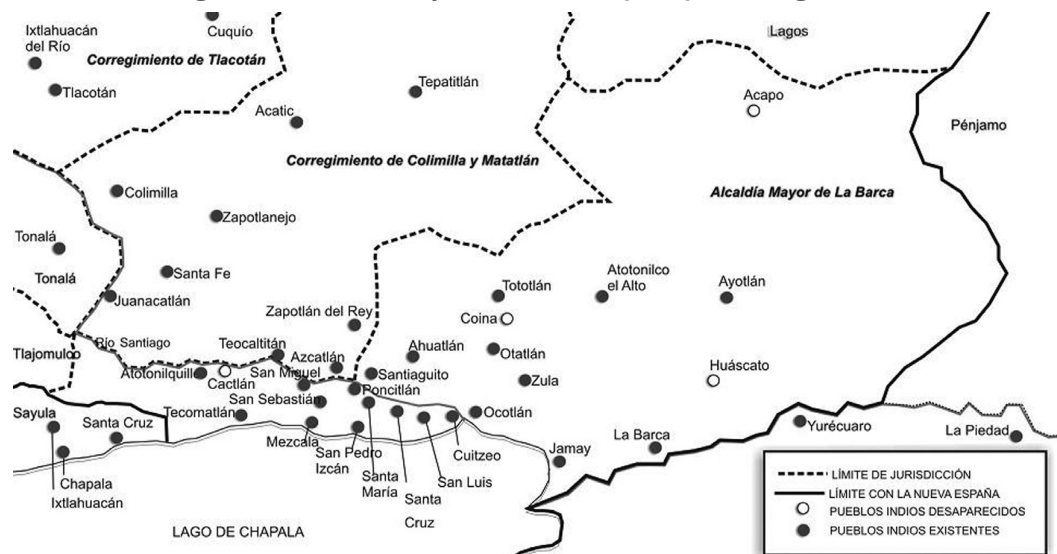 Ixtlahuacán
del Río
Cuquío
Lagos
Corregimiento de Tlacotán
Tlacotán
Tepatitlán
Acapo
Acatic
Pénjamo
Corregimiento de Colimilla y Matatlán
Colimilla
Alcaldía Mayor de La Barca
Zapotlanejo
Tonalá
Tonalá
Santa Fe
Juanacatlán
Tototlán
Atotonilco
el Alto
Ayotlán
Zapotlán del Rey
Coina
Río Santiago
Tlajomulco
Teocaltitán
Azcatlán
Ahuatlán
Otatlán
Atotonilquillo
Cactlán
San Miguel
Santiaguito
Zula
Huáscato
Poncitlán
San Sebastián
Sayula
Santa Cruz
Tecomatlán
Ocotlán
Yurécuaro
La Piedad
Mezcala
San Pedro
Izcán
Cuitzeo
Jamay
La Barca
Chapala
Ixtlahuacán
Santa
María
Santa
Cruz
San Luis
LAGO DE CHAPALA
LÍMITE DE JURISDICCIÓN
LÍMITE CON LA NUEVA ESPAÑA
PUEBLOS INDIOS DESAPARECIDOS
PUEBLOS INDIOS EXISTENTES